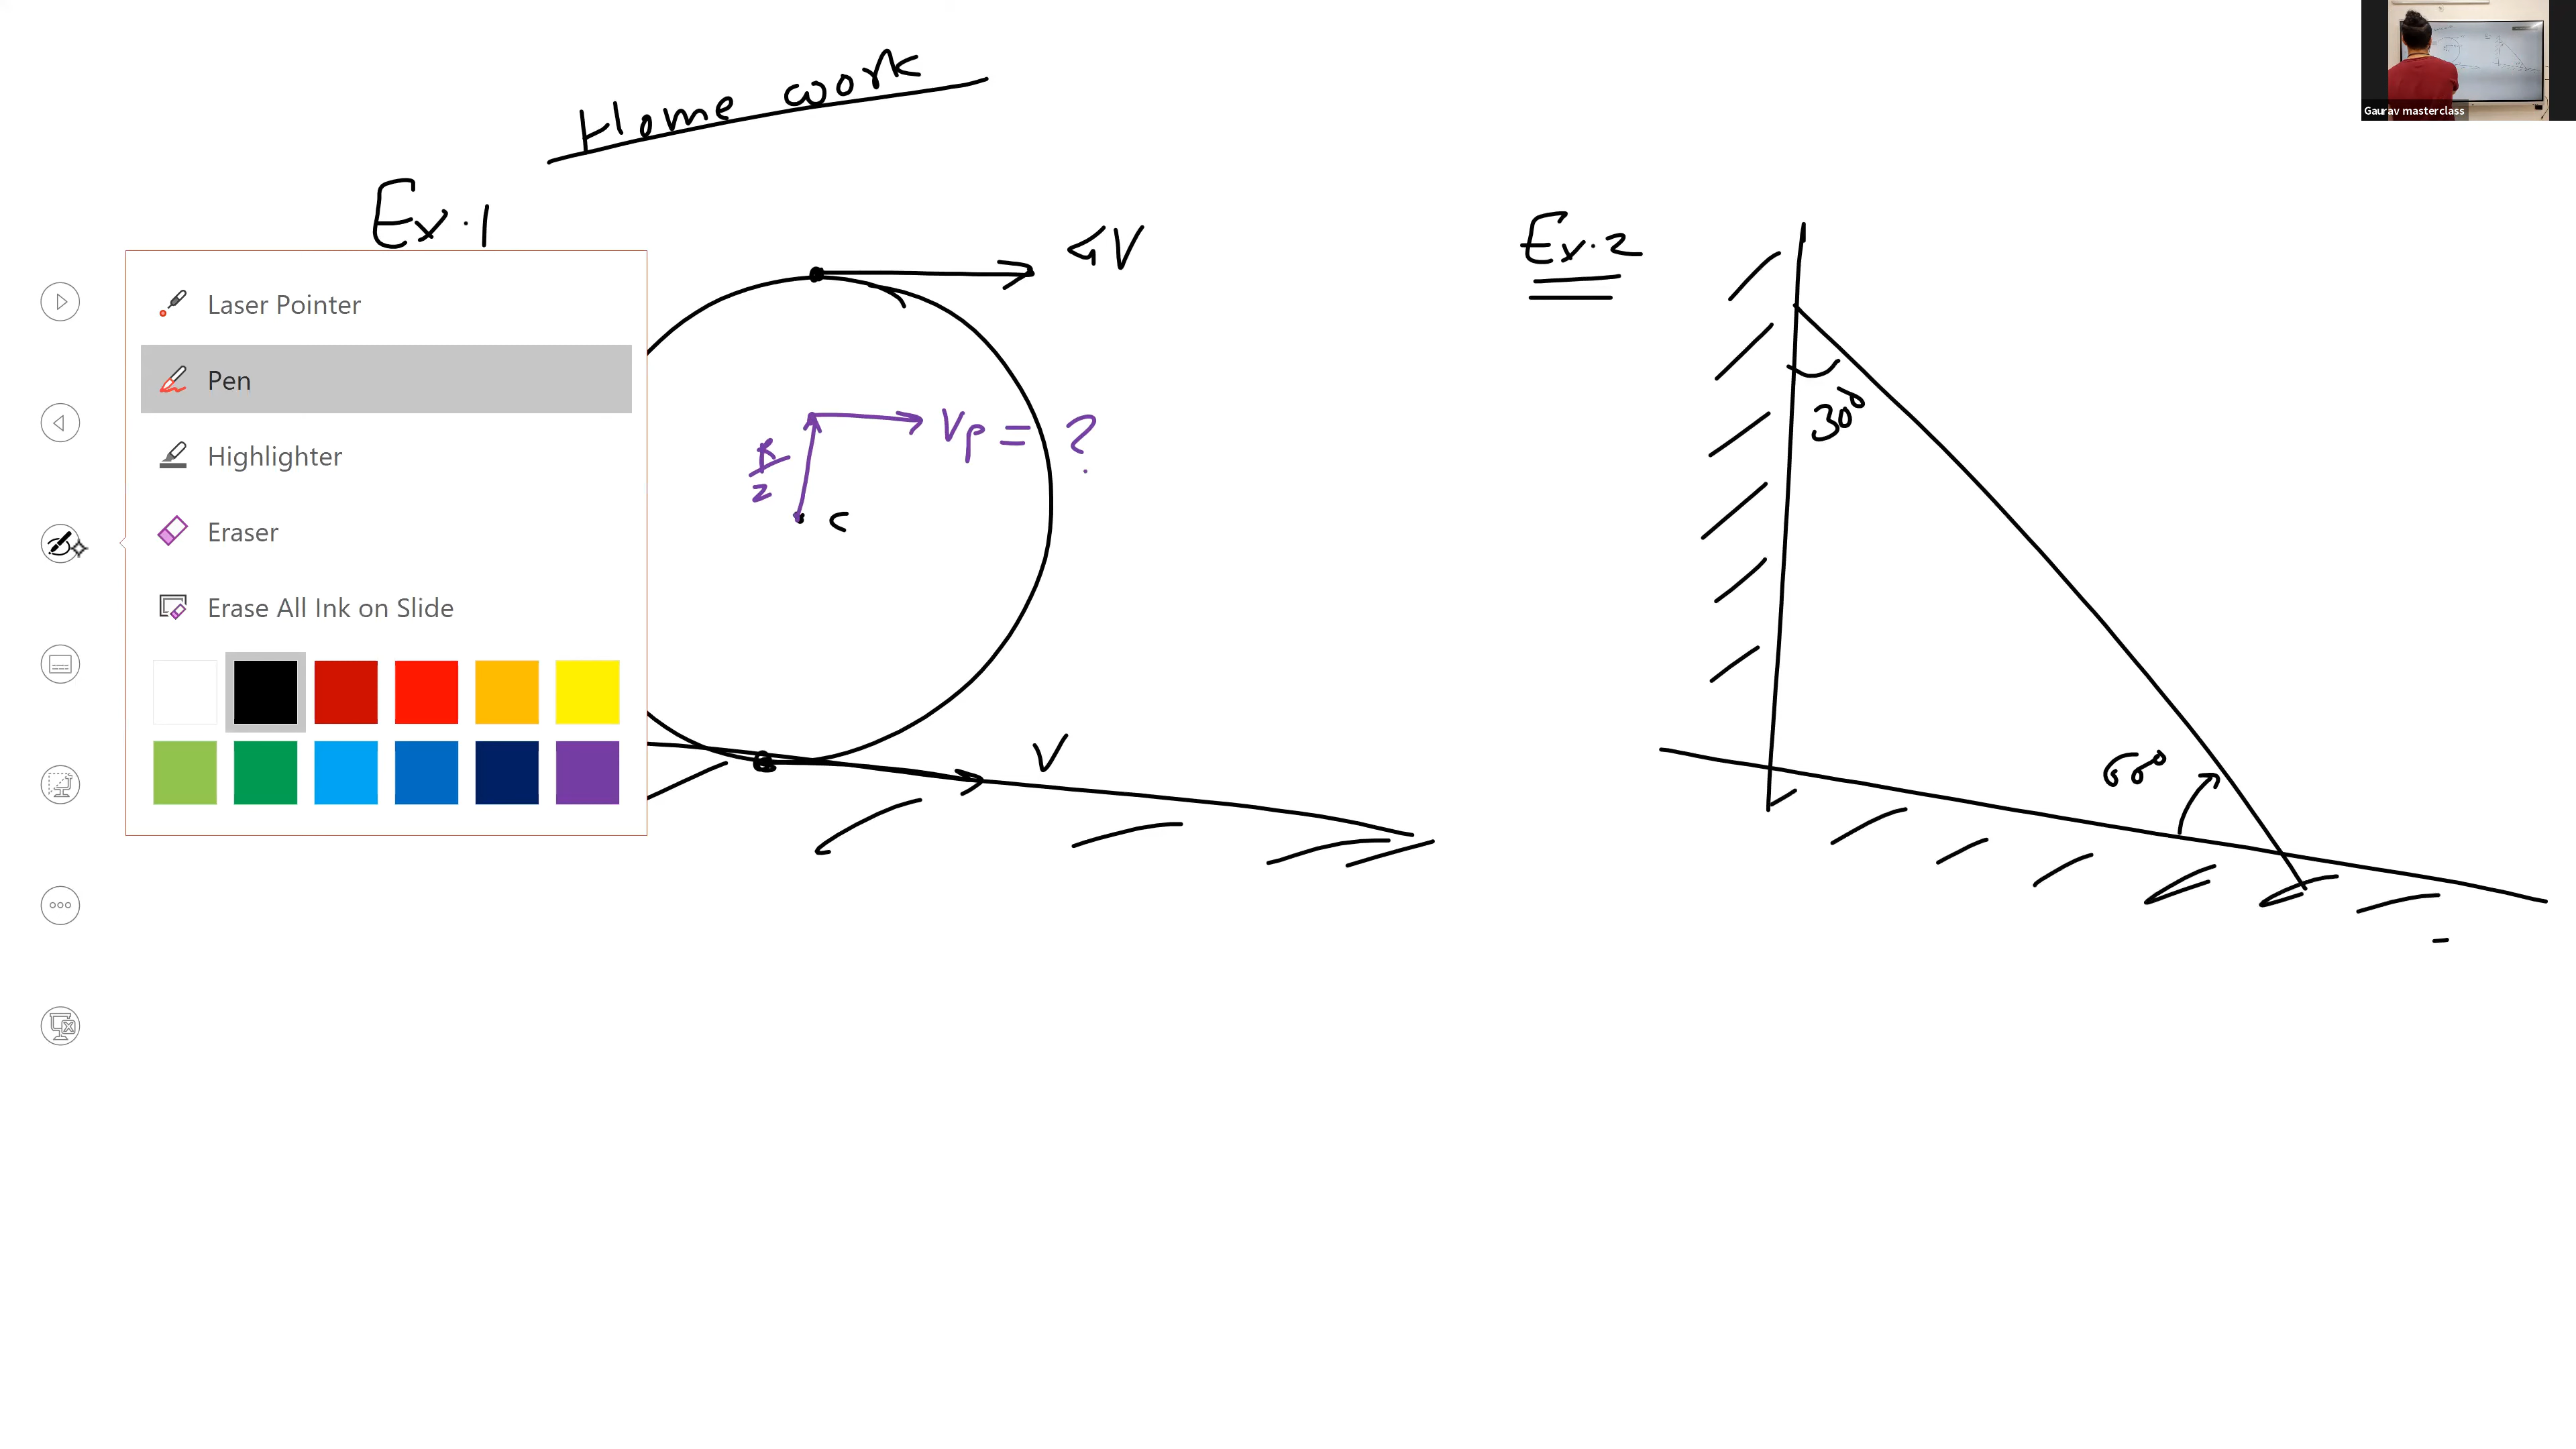 Home work
Ex.1
4V
Laser Pointer
Pen
Highlighter
Eraser
Erase All Ink on Slide
R/2
Vp = ?
C
V
Ex.2
30°
60°
Gaurav masterclass